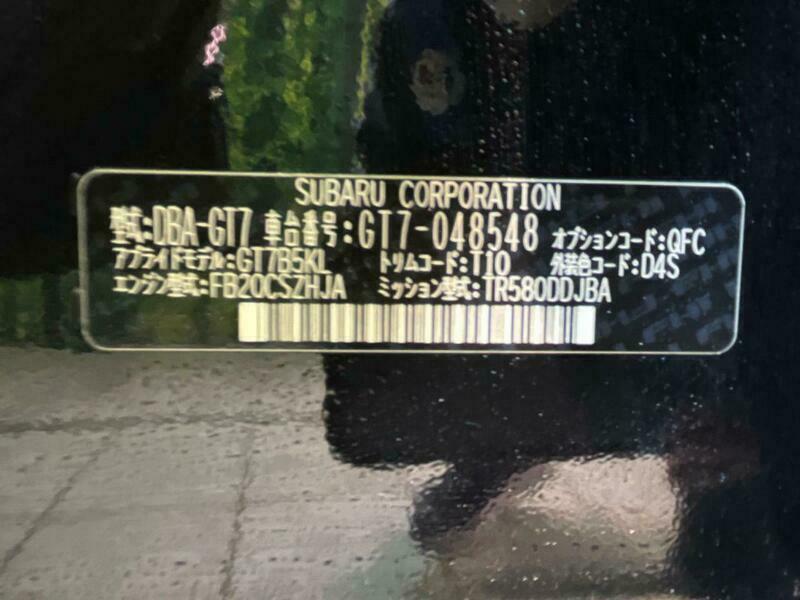 SUBARU CORPORATION
型式:DBA-GT7 車台番号:GT7-048548 オプションコード:QFC
アプライドモデル:GT7B5KL トリムコード:T10 外装色コード:D4S
エンジン型式:FB20CSZHJA ミッション型式:TR580DDJBA